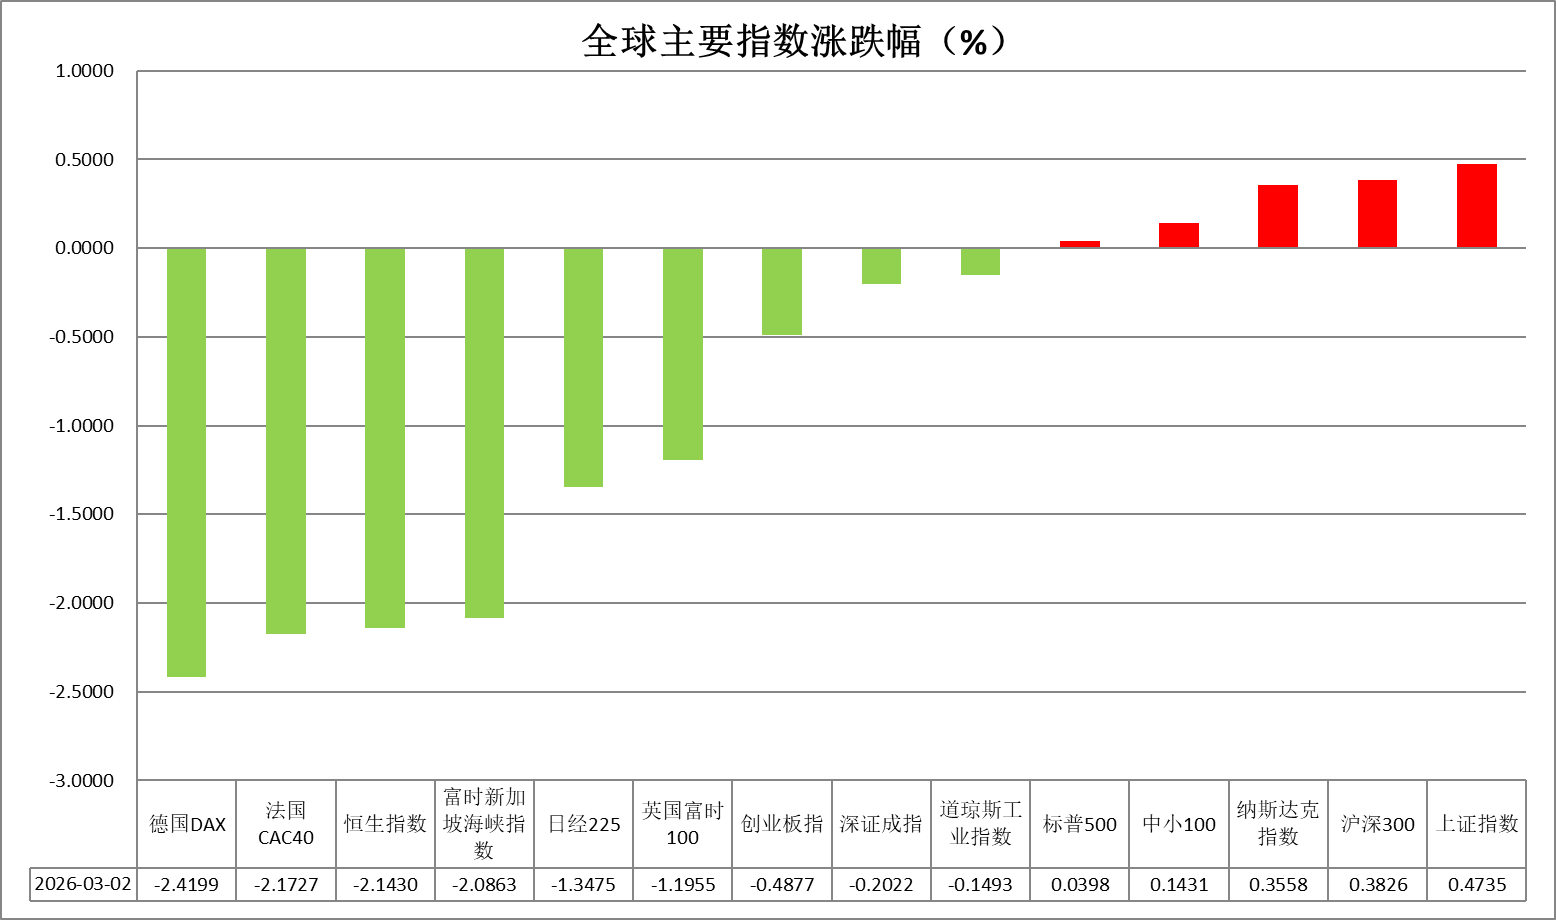 全球主要指数涨跌幅（%）
1.0000
0.5000
0.0000
-0.5000
-1.0000
-1.5000
-2.0000
-2.5000
-3.0000
德国DAX
法国
CAC40
恒生指数
富时新加
坡海峡指
数
日经225
英国富时
100
创业板指
深证成指
道琼斯工
业指数
标普500
中小100
纳斯达克
指数
沪深300
上证指数
2026-03-02 -2.4199 -2.1727 -2.1430 -2.0863 -1.3475 -1.1955 -0.4877 -0.2022 -0.1493 0.0398 0.1431 0.3558 0.3826 0.4735